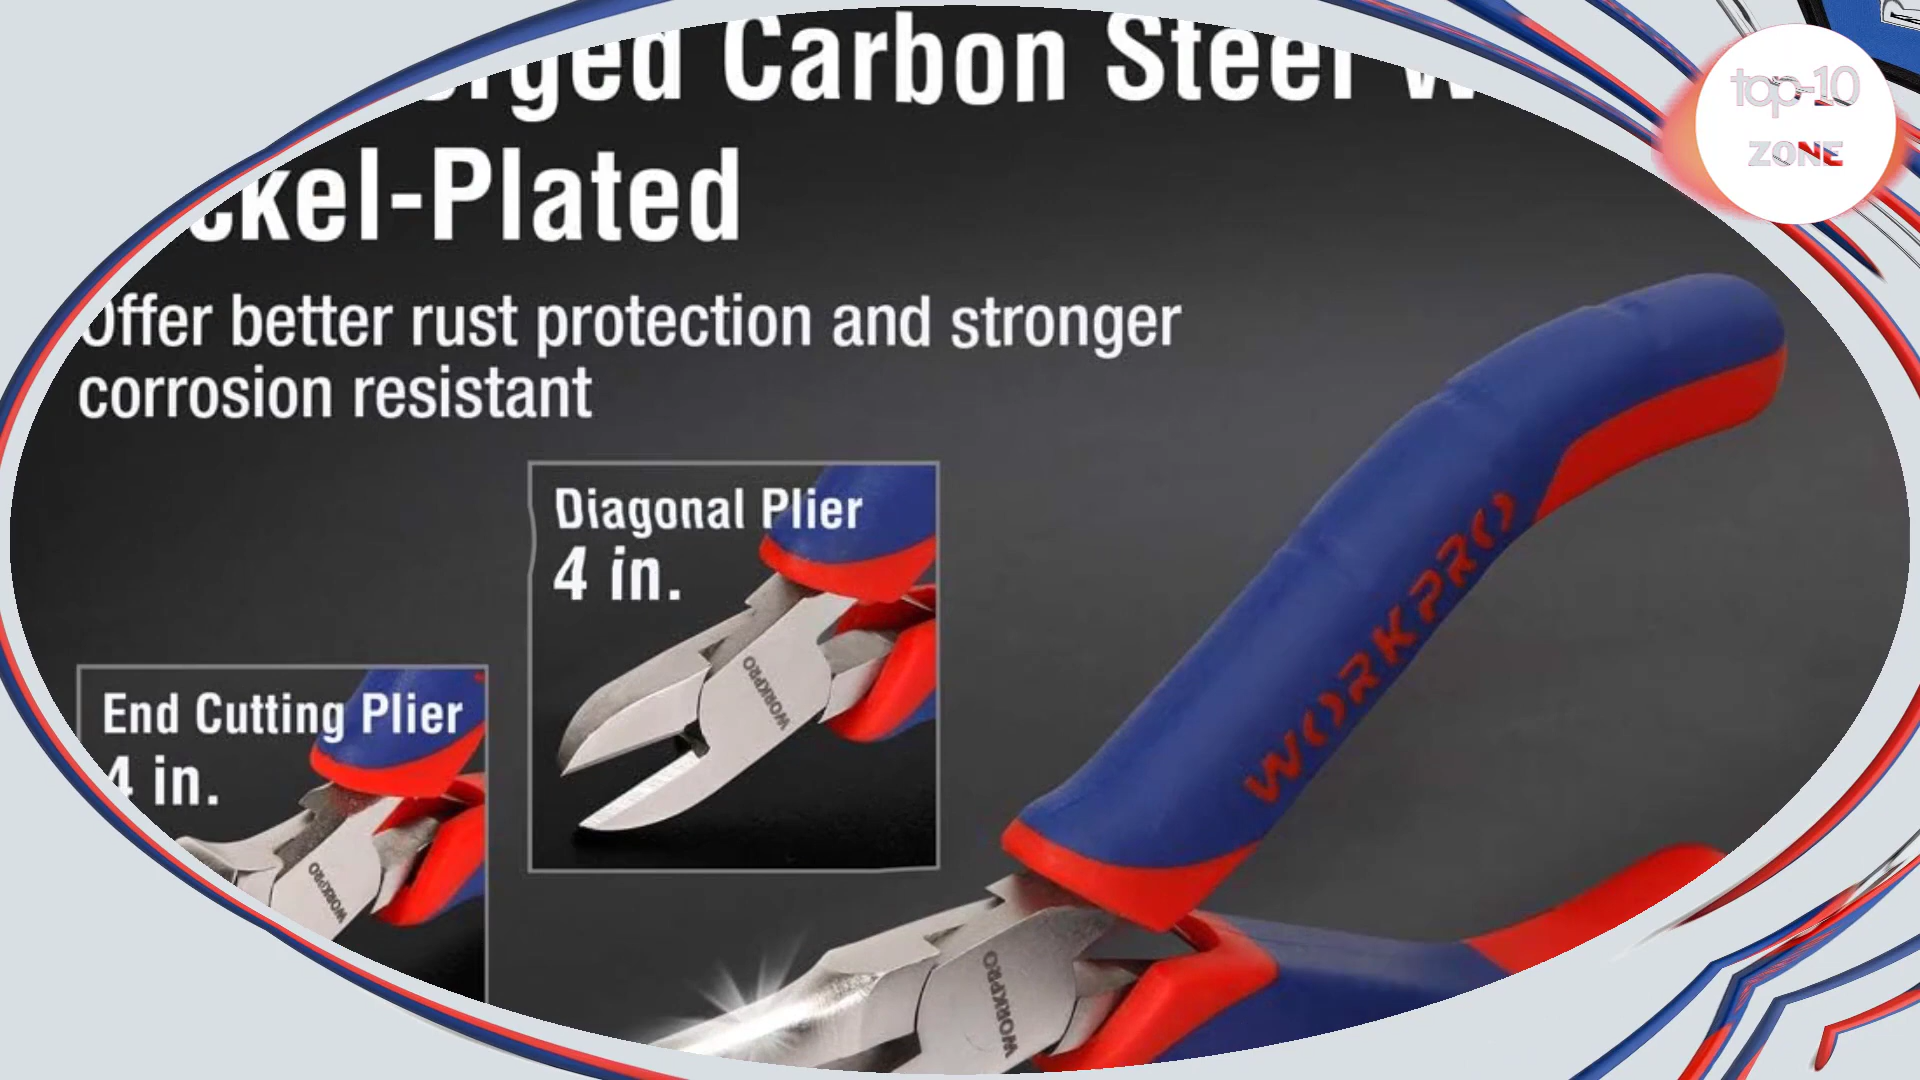 Carbon Steel
-Plated
Offer better rust protection and stronger
corrosion resistant
Diagonal Plier
4 in.
End Cutting Plier
4 in.
WORKPRO
WORKPRO
WORKPRO
WORKPRO
top-10
ZONE